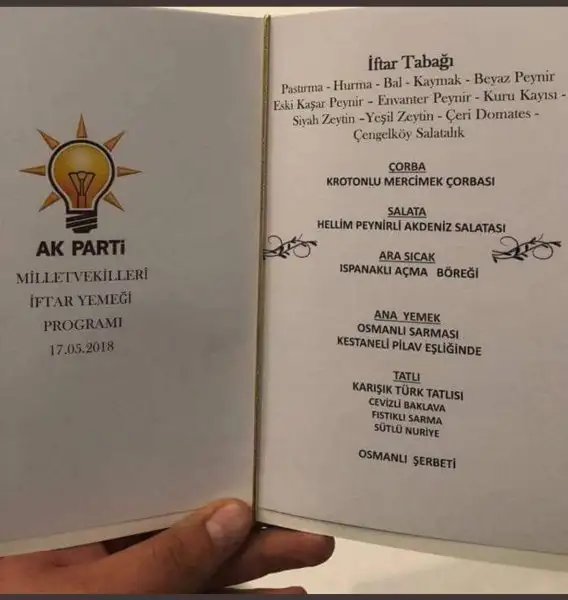 AK PARTi
MİLLETVEKİLLERİ
İFTAR YEMEĞİ
PROGRAMI
17.05.2018
İftar Tabağı
Pastırma - Hurma - Bal - Kaymak - Beyaz Peynir
Eski Kaşar Peynir - Envanter Peynir - Kuru Kayısı -
Siyah Zeytin -Yeşil Zeytin - Çeri Domates -
Çengelköy Salatalık
ÇORBA
KROTONLU MERCİMEK ÇORBASI
SALATA
HELLİM PEYNİRLİ AKDENİZ SALATASI
ARA SICAK
ISPANAKLI AÇMA BÖREĞİ
ANA YEMEK
OSMANLI SARMASI
KESTANELİ PİLAV EŞLİĞİNDE
TATLI
KARIŞIK TÜRK TATLISI
CEVİZLİ BAKLAVA
FISTIKLI SARMA
SÜTLÜ NURİYE
OSMANLI ŞERBETİ